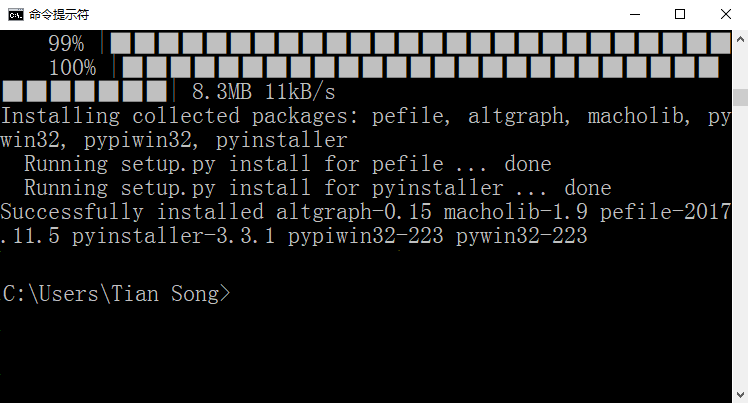 命令提示符
99%
100%
8.3MB 11kB/s
Installing collected packages: pefile, altgraph, macholib, py
win32, pypiwin32, pyinstaller
Running setup.py install for pefile ... done
Running setup.py install for pyinstaller ... done
Successfully installed altgraph-0.15 macholib-1.9 pefile-2017
.11.5 pyinstaller-3.3.1 pypiwin32-223 pywin32-223
C:\Users\Tian Song>